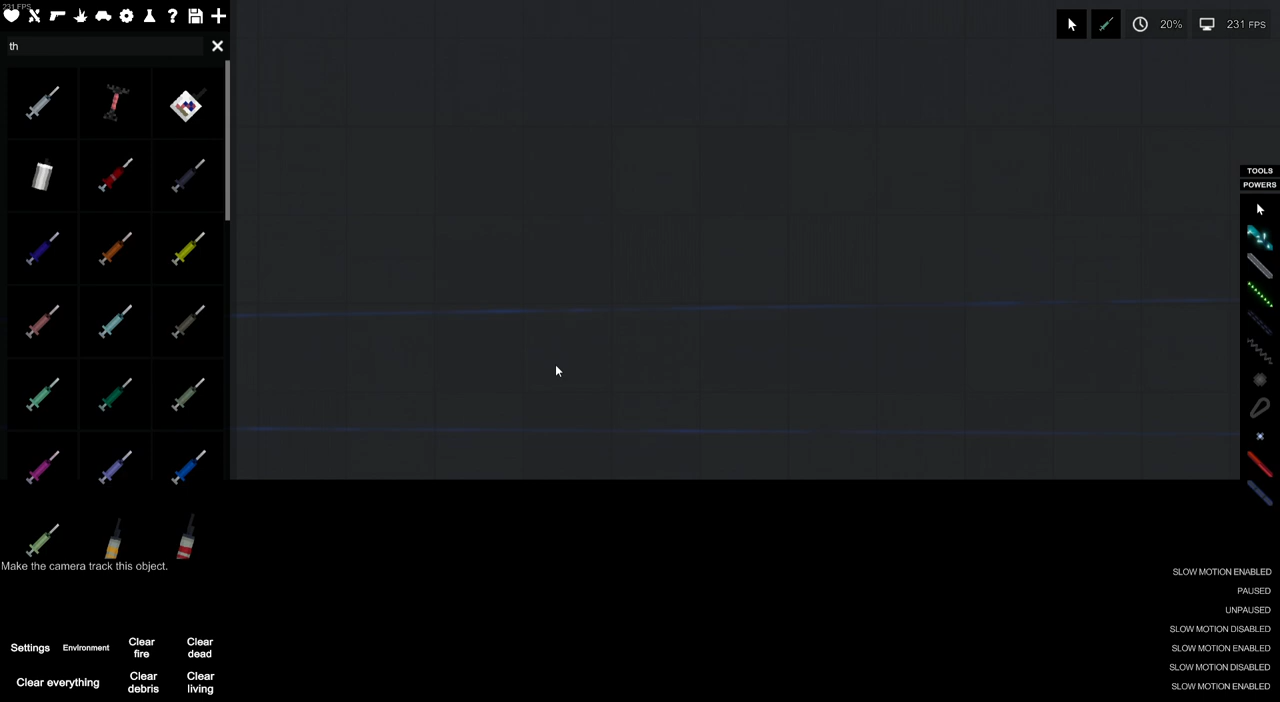 231 FPS
th
20%
231 FPS
TOOLS
POWERS
Make the camera track this object.
SLOW MOTION ENABLED
PAUSED
UNPAUSED
SLOW MOTION DISABLED
SLOW MOTION ENABLED
SLOW MOTION DISABLED
SLOW MOTION ENABLED
Settings
Environment
Clear
fire
Clear
dead
Clear everything
Clear
debris
Clear
living